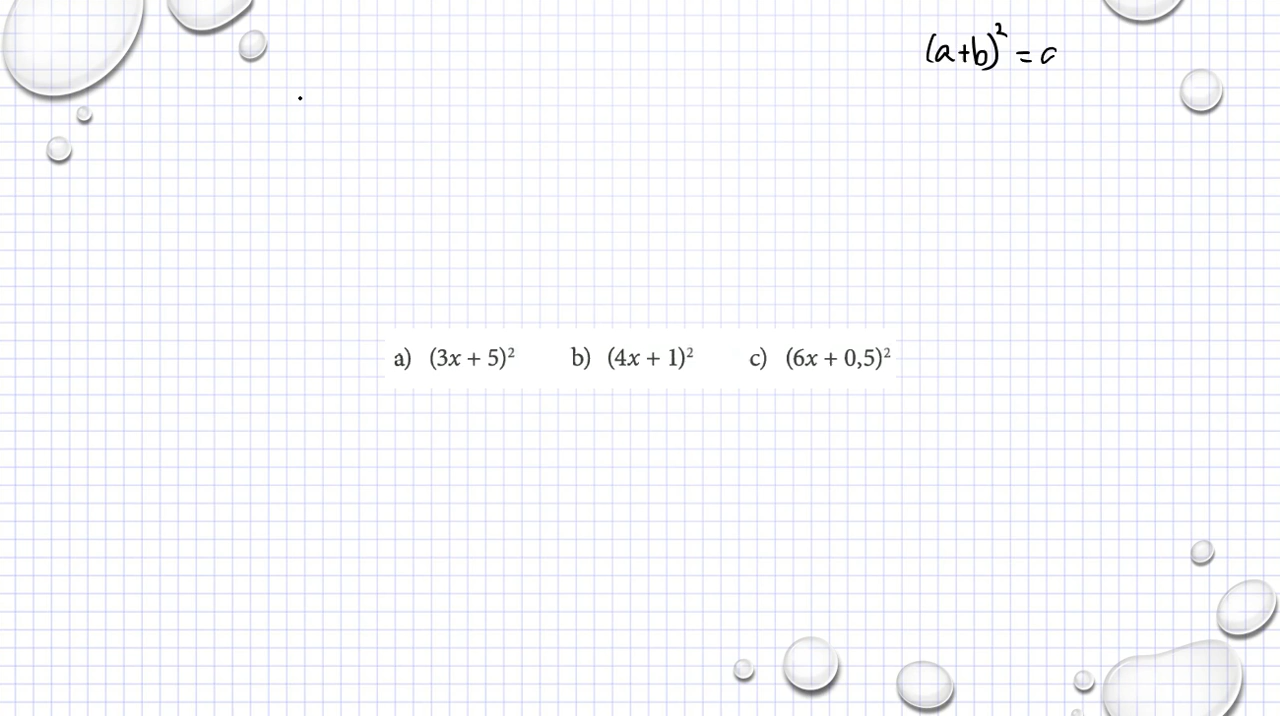 (a+b)² = c
a) (3x + 5)² b) (4x + 1)² c) (6x + 0,5)²